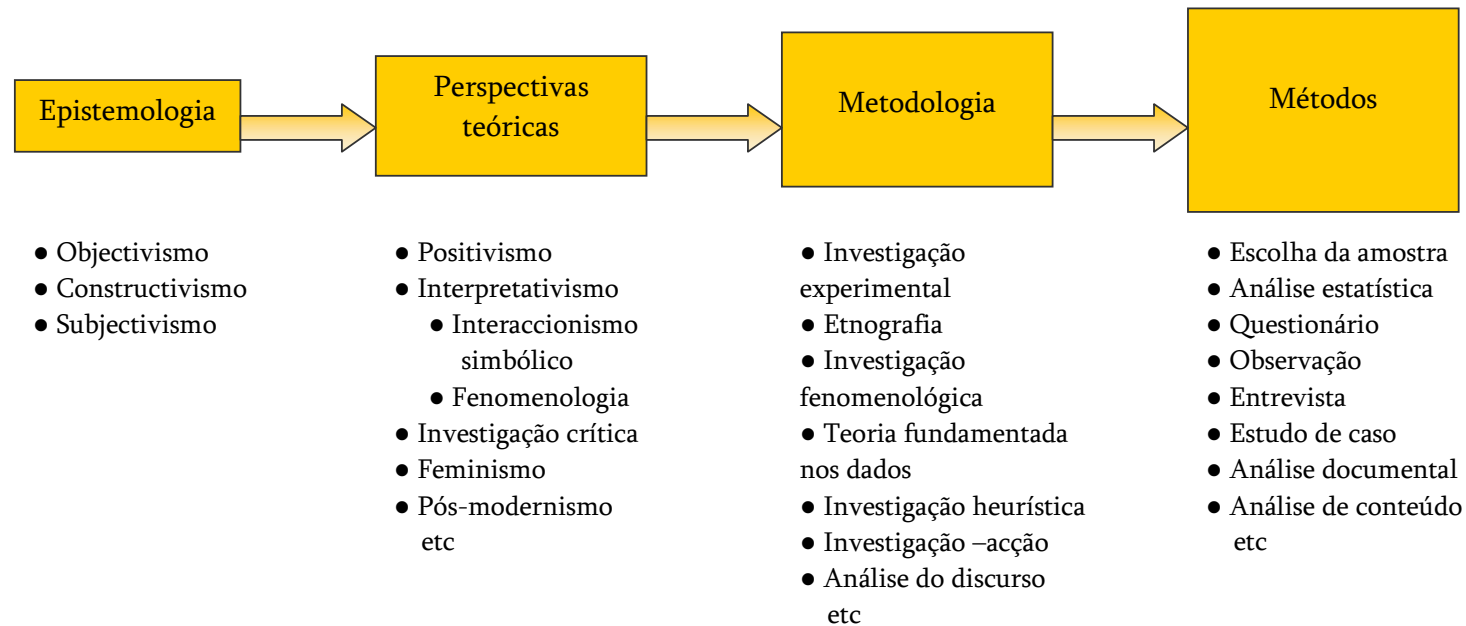 Epistemologia
Perspectivas
teóricas
Metodologia
Métodos
● Objectivismo
● Constructivismo
● Subjectivismo
● Positivismo
● Interpretativismo
● Interaccionismo
simbólico
● Fenomenologia
● Investigação crítica
● Feminismo
● Pós-modernismo
etc
● Investigação
experimental
● Etnografia
● Investigação
fenomenológica
● Teoria fundamentada
nos dados
● Investigação heurística
● Investigação –acção
● Análise do discurso
etc
● Escolha da amostra
● Análise estatística
● Questionário
● Observação
● Entrevista
● Estudo de caso
● Análise documental
● Análise de conteúdo
etc